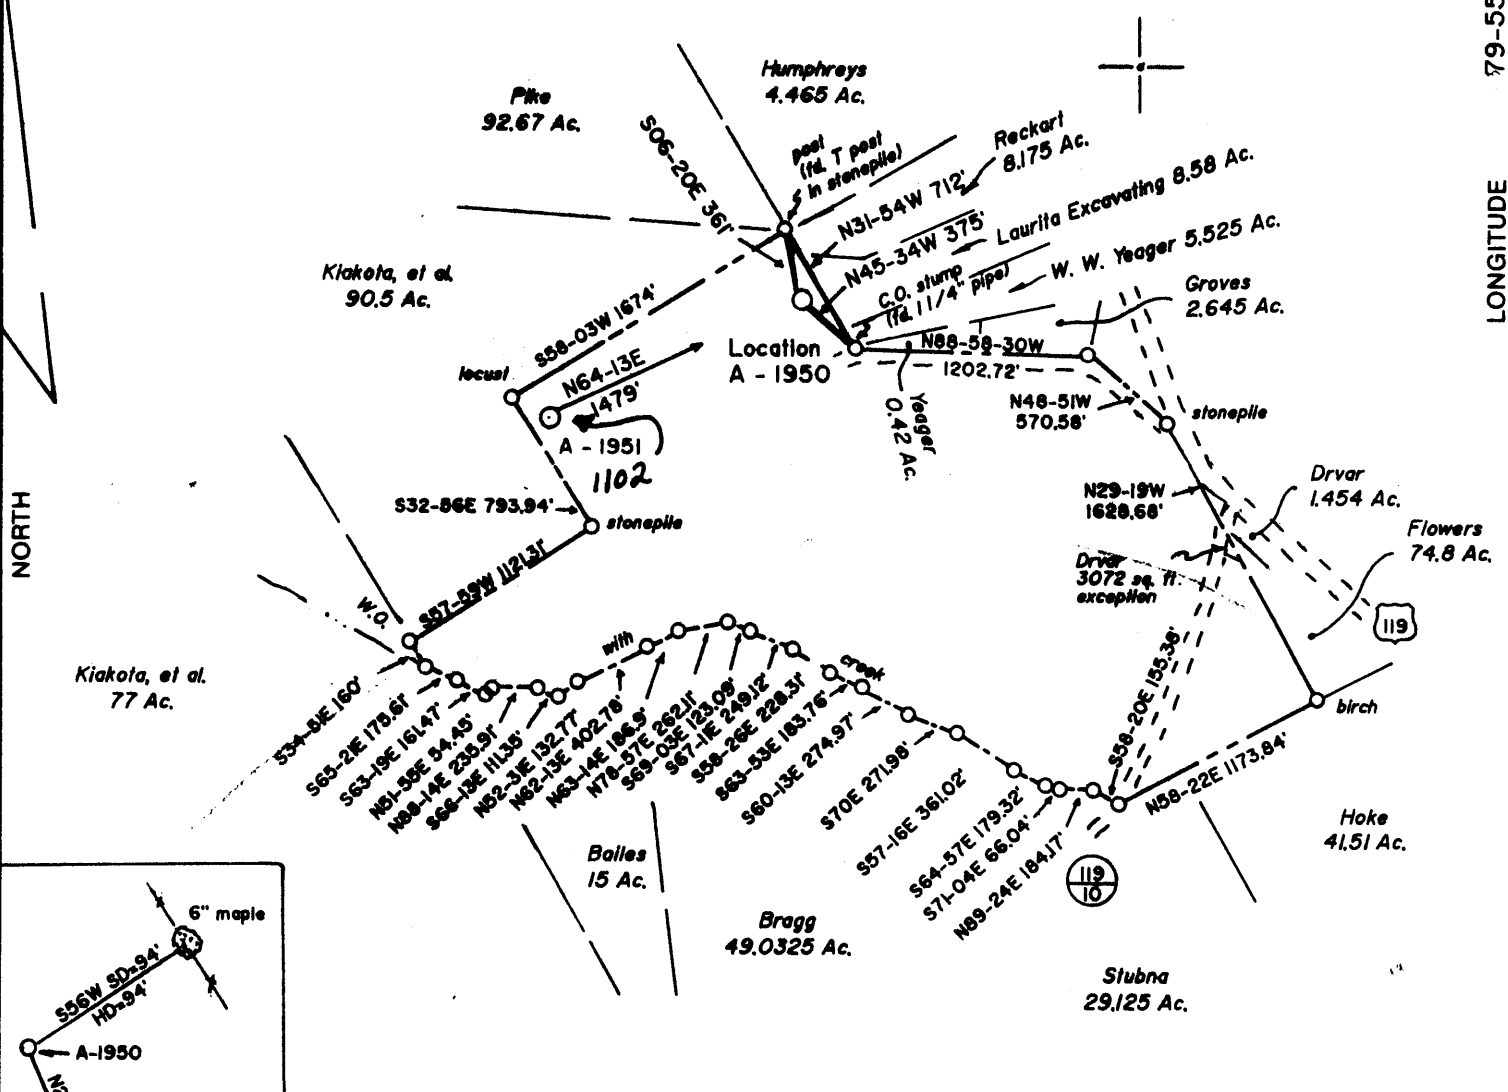 79-55
LONGITUDE
NORTH
Humphreys
4.465 Ac.
Pike
92.67 Ac.
S06-20E 361'
post
(fd. T post
in stonepile)
Reckart
8.175 Ac.
N31-54W 712'
N45-34W 375'
Laurita Excavating 8.58 Ac.
C.O. stump
(fd. 1 1/4" pipe)
W. W. Yeager 5.525 Ac.
Groves
2.645 Ac.
Kiakota, et al.
90.5 Ac.
S58-03W 1674'
locust
N64-13E
1479'
A - 1951
1102
Location
A - 1950
N88-58-30W
1202.72'
Yeager
0.42 Ac.
N48-51W
570.58'
stonepile
S32-56E 793.94'
stonepile
N29-19W
1628.68'
Drvar
1.454 Ac.
Flowers
74.8 Ac.
Drvar
3072 sq. ft.
exception
119
S57-59W 1121.31'
W.O.
Kiakota, et al.
77 Ac.
with
creek
S34-51E 160'
S65-21E 175.61'
S63-19E 161.47'
N51-55E 54.45'
N88-14E 235.91'
S66-13E 111.35'
N52-31E 132.77'
N62-13E 402.78'
N63-14E 186.9'
N78-57E 262.11'
S69-03E 123.09'
S67-11E 249.12'
S58-26E 228.31'
S63-53E 183.76'
S60-13E 274.97'
S70E 271.98'
S57-16E 361.02'
S64-57E 179.32'
S71-04E 66.04'
N89-24E 184.17'
S58-20E 155.38'
birch
N58-22E 1173.84'
Hoke
41.51 Ac.
119
10
Bailes
15 Ac.
Bragg
49.0325 Ac.
Stubna
29.125 Ac.
6" maple
S56W SD=94'
HD=94'
A-1950